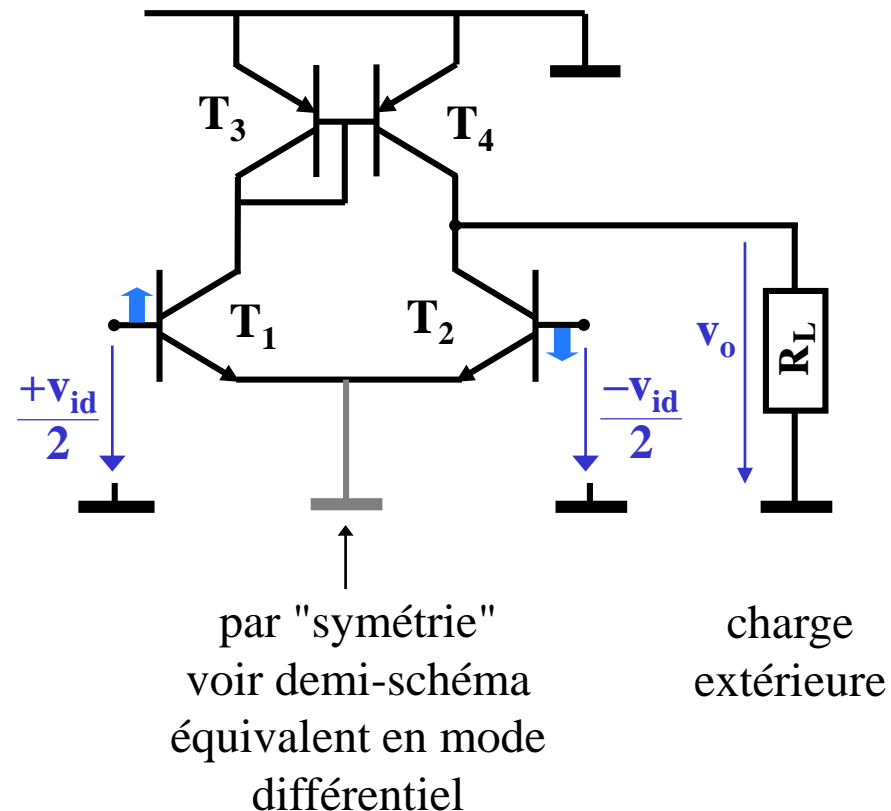 T3
T4
T1
T2
+vid
2
−vid
2
vo
RL
par "symétrie"
voir demi-schéma
équivalent en mode
différentiel
charge
extérieure